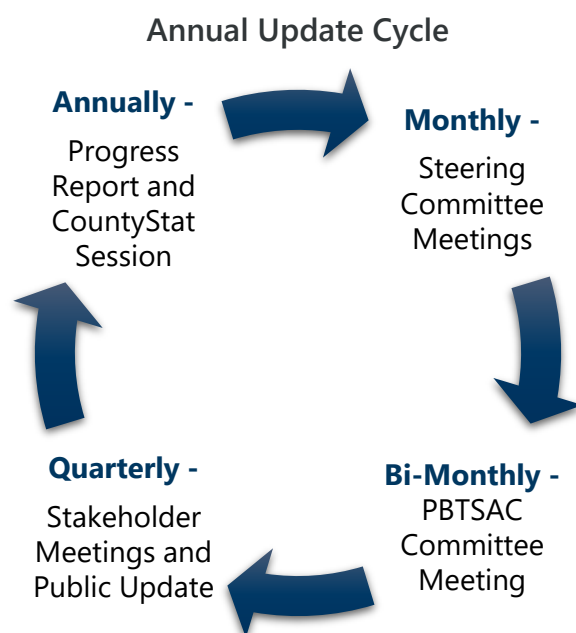 Annual Update Cycle
Annually -
Progress
Report and
CountyStat
Session
Monthly -
Steering
Committee
Meetings
Bi-Monthly -
PBTSAC
Committee
Meeting
Quarterly -
Stakeholder
Meetings and
Public Update